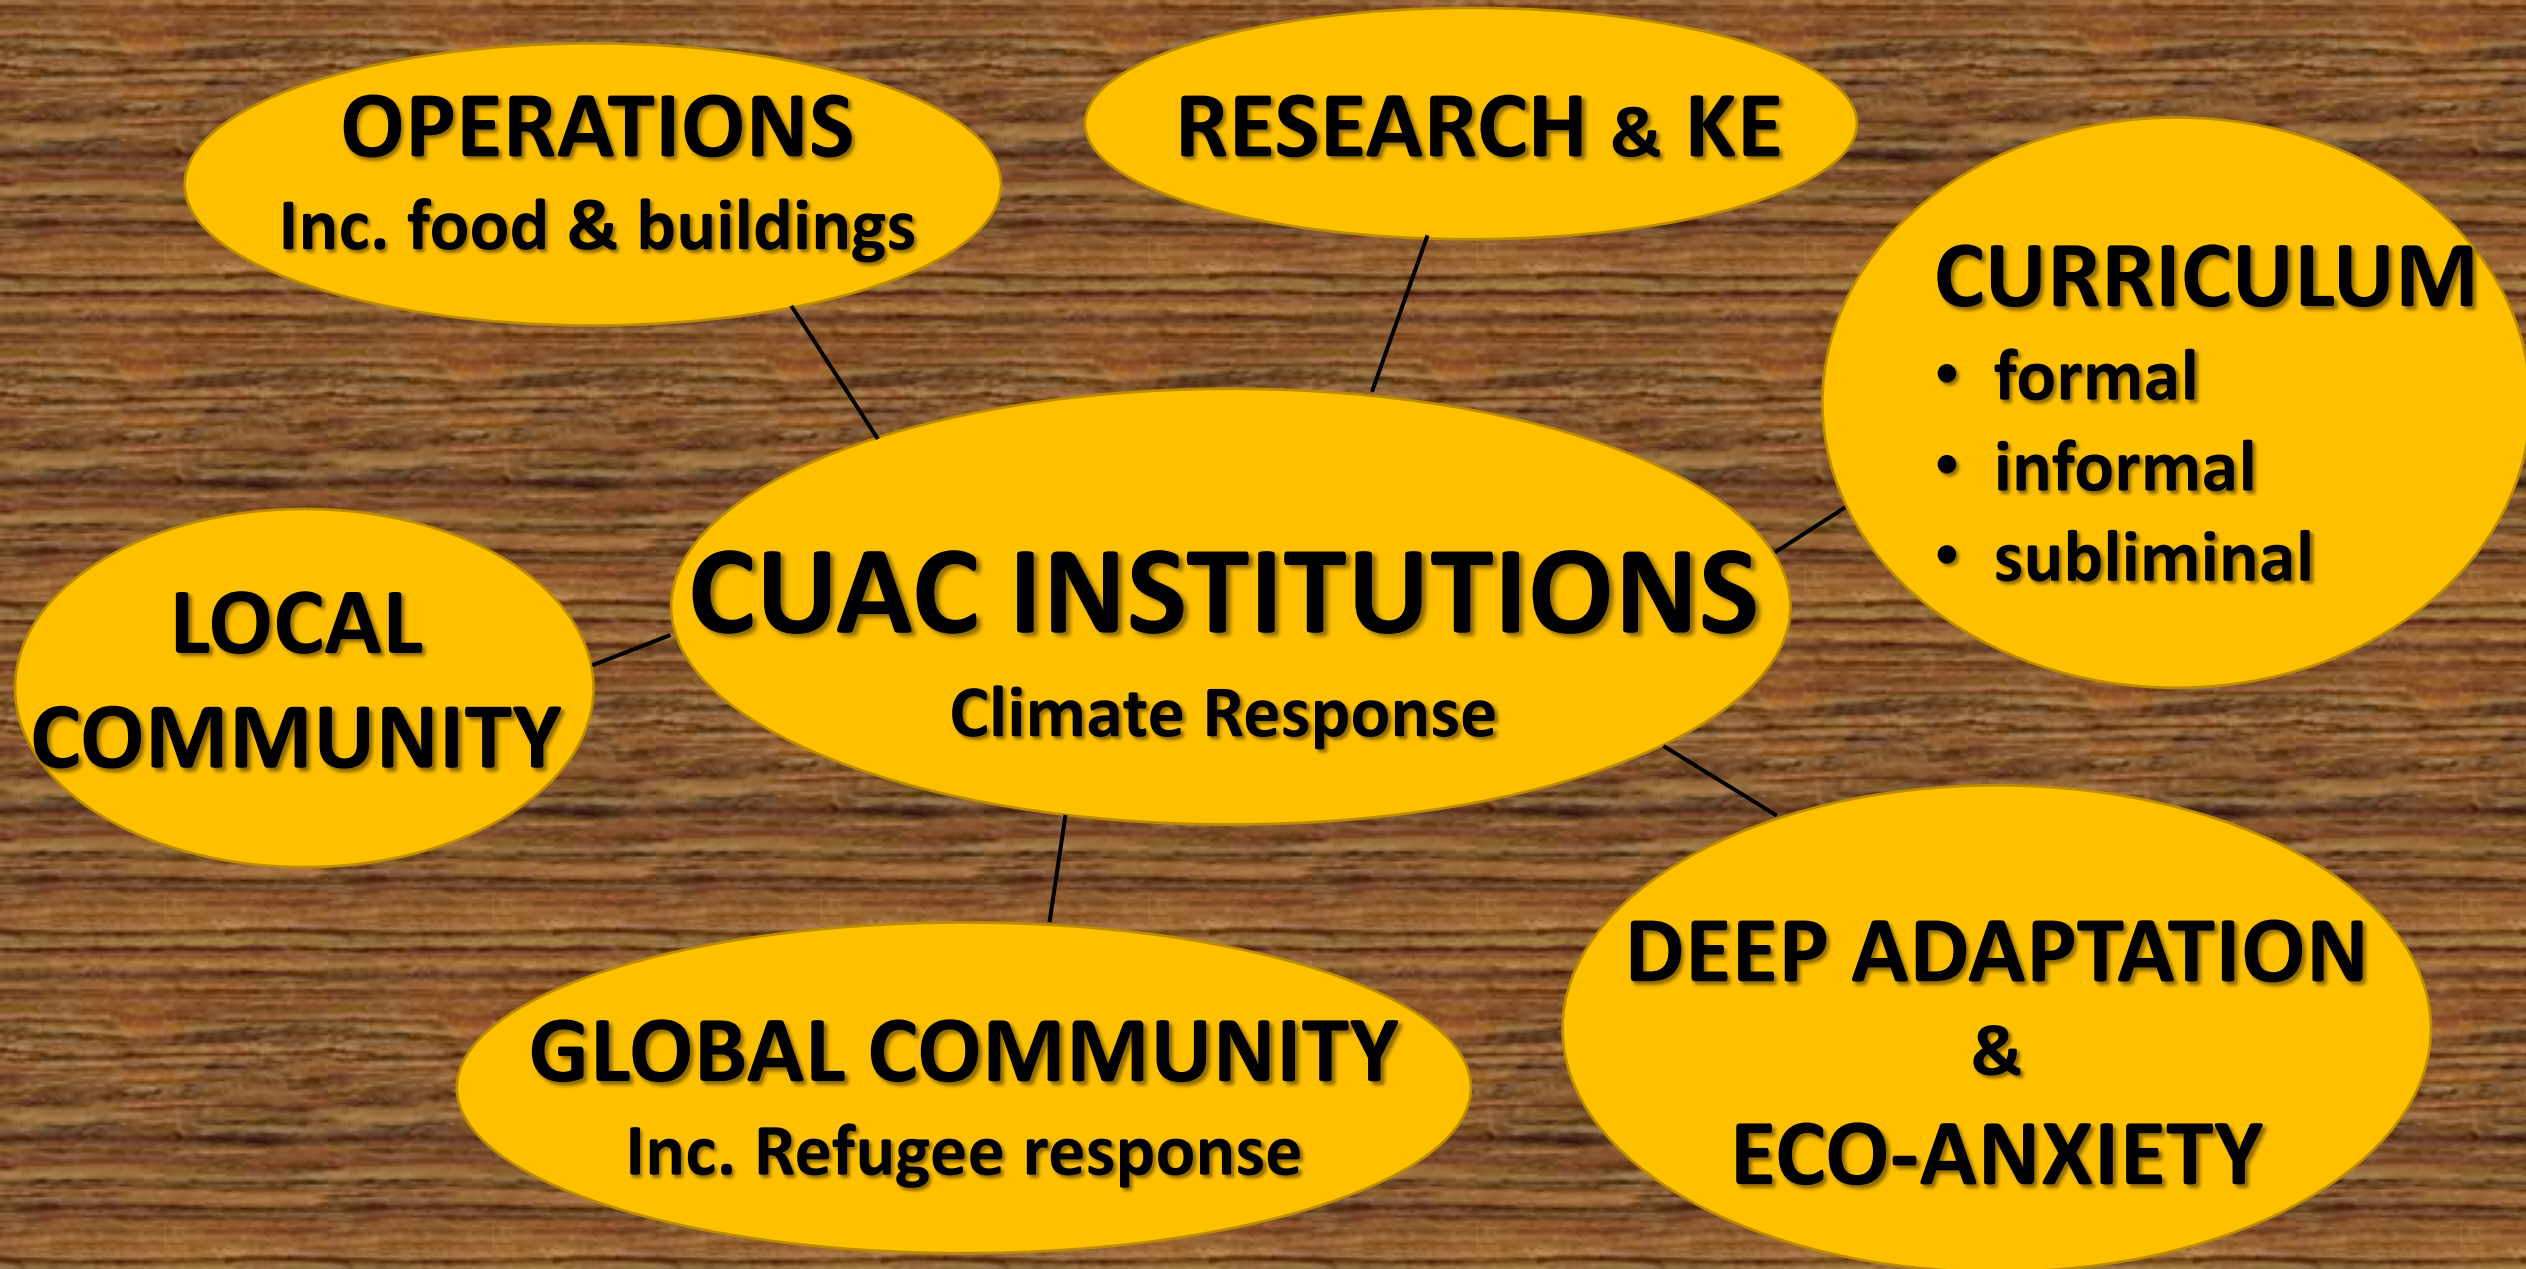 OPERATIONS
Inc. food & buildings
RESEARCH & KE
CURRICULUM
• formal
• informal
• subliminal
CUAC INSTITUTIONS
Climate Response
LOCAL
COMMUNITY
GLOBAL COMMUNITY
Inc. Refugee response
DEEP ADAPTATION
&
ECO-ANXIETY